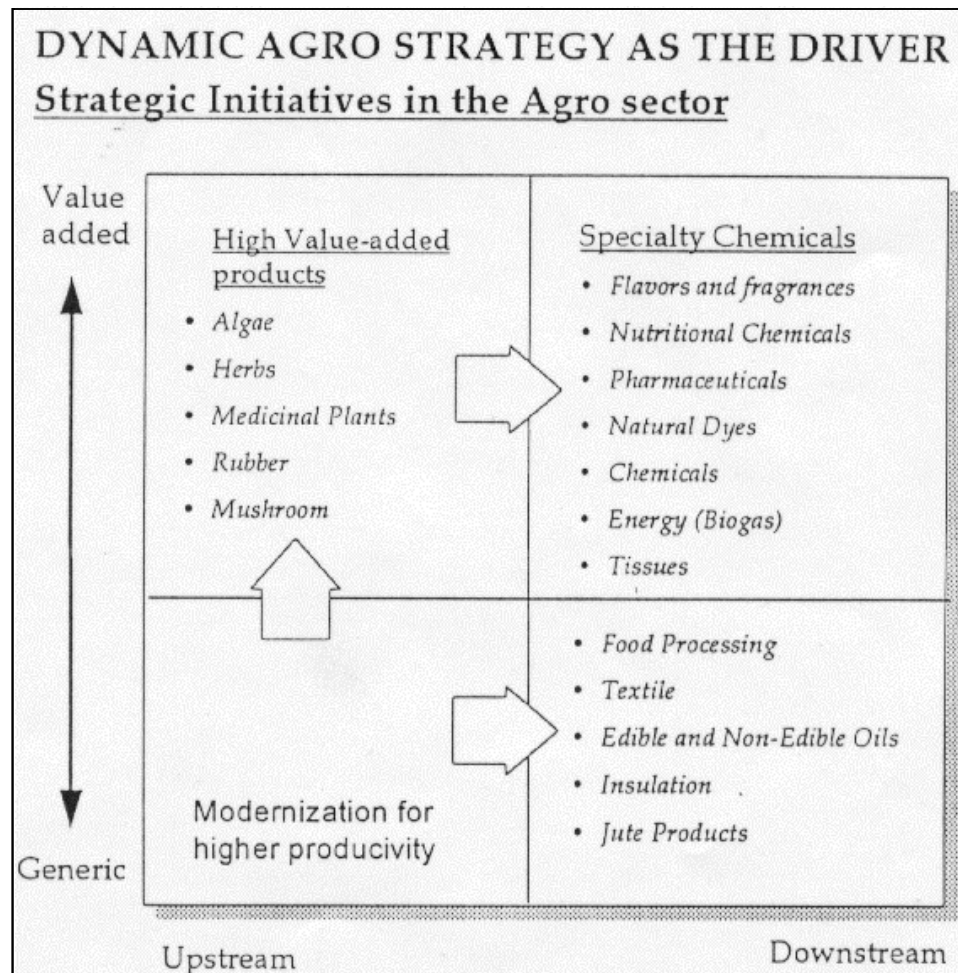 DYNAMIC AGRO STRATEGY AS THE DRIVER
Strategic Initiatives in the Agro sector
Value
added
High Value-added
products
• Algae
• Herbs
• Medicinal Plants
• Rubber
• Mushroom
Specialty Chemicals
• Flavors and fragrances
• Nutritional Chemicals
• Pharmaceuticals
• Natural Dyes
• Chemicals
• Energy (Biogas)
• Tissues
Modernization for
higher producivity
• Food Processing
• Textile
• Edible and Non-Edible Oils
• Insulation
• Jute Products
Generic
Upstream
Downstream